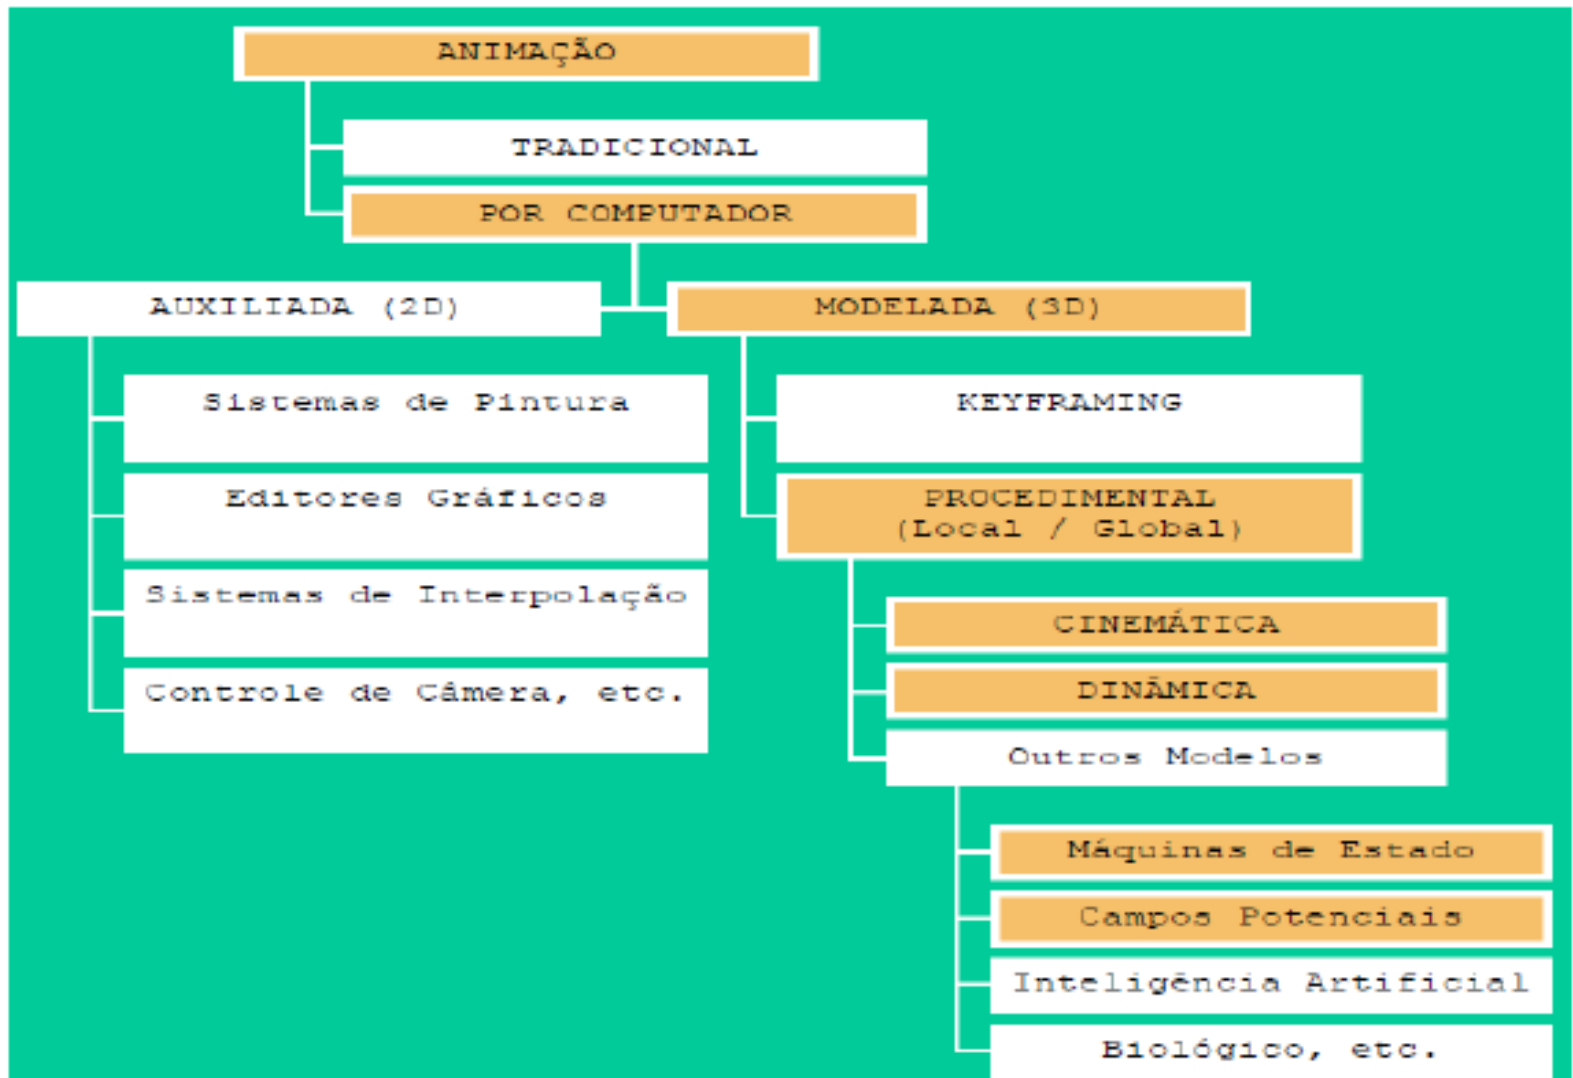 ANIMAÇÃO
TRADICIONAL
POR COMPUTADOR
AUXILIADA (2D)
MODELADA (3D)
Sistemas de Pintura
Editores Gráficos
Sistemas de Interpolação
Controle de Câmera, etc.
KEYFRAMING
PROCEDIMENTAL
(Local / Global)
CINEMÁTICA
DINÂMICA
Outros Modelos
Máquinas de Estado
Campos Potenciais
Inteligência Artificial
Biológico, etc.